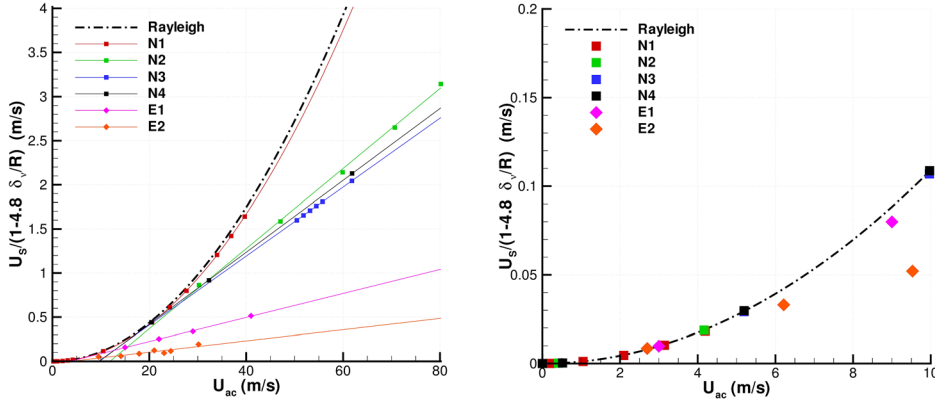 U_S/(1-4.8 δ_ν/R) (m/s)
4
3.5
3
2.5
2
1.5
1
0.5
0
Rayleigh
N1
N2
N3
N4
E1
E2
0
20
40
60
80
U_ac (m/s)
U_S/(1-4.8 δ_ν/R) (m/s)
0.2
0.15
0.1
0.05
0
Rayleigh
N1
N2
N3
N4
E1
E2
0
2
4
6
8
10
U_ac (m/s)